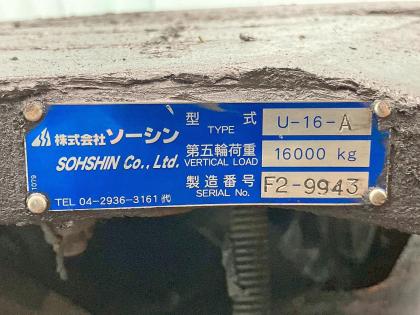 株式会社 ソーシン
SOHSHIN Co., Ltd.
1079
TEL 04-2936-3161 代
型 式 U-16-A
TYPE
第五輪荷重 16000 kg
VERTICAL LOAD
製造番号 F2-9943
SERIAL No.